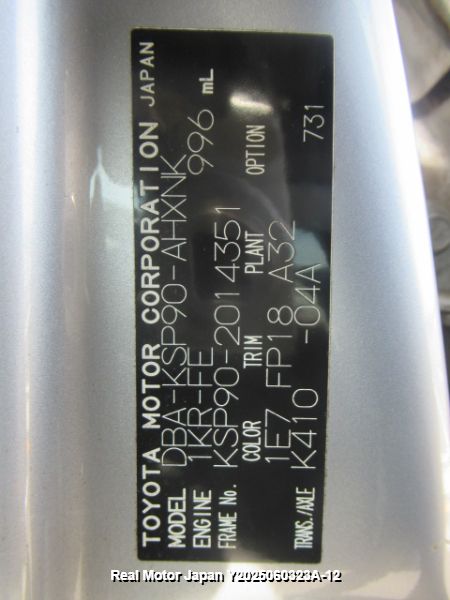 TOYOTA MOTOR CORPORATION JAPAN
MODEL DBA-KSP90-AHXNK
ENGINE 1KR-FE 996 mL
FRAME No. KSP90-2014351
COLOR TRIM PLANT OPTION
1E7 FP18 A32 731
TRANS./AXLE K410 -04A
Real Motor Japan Y2025060323A-12